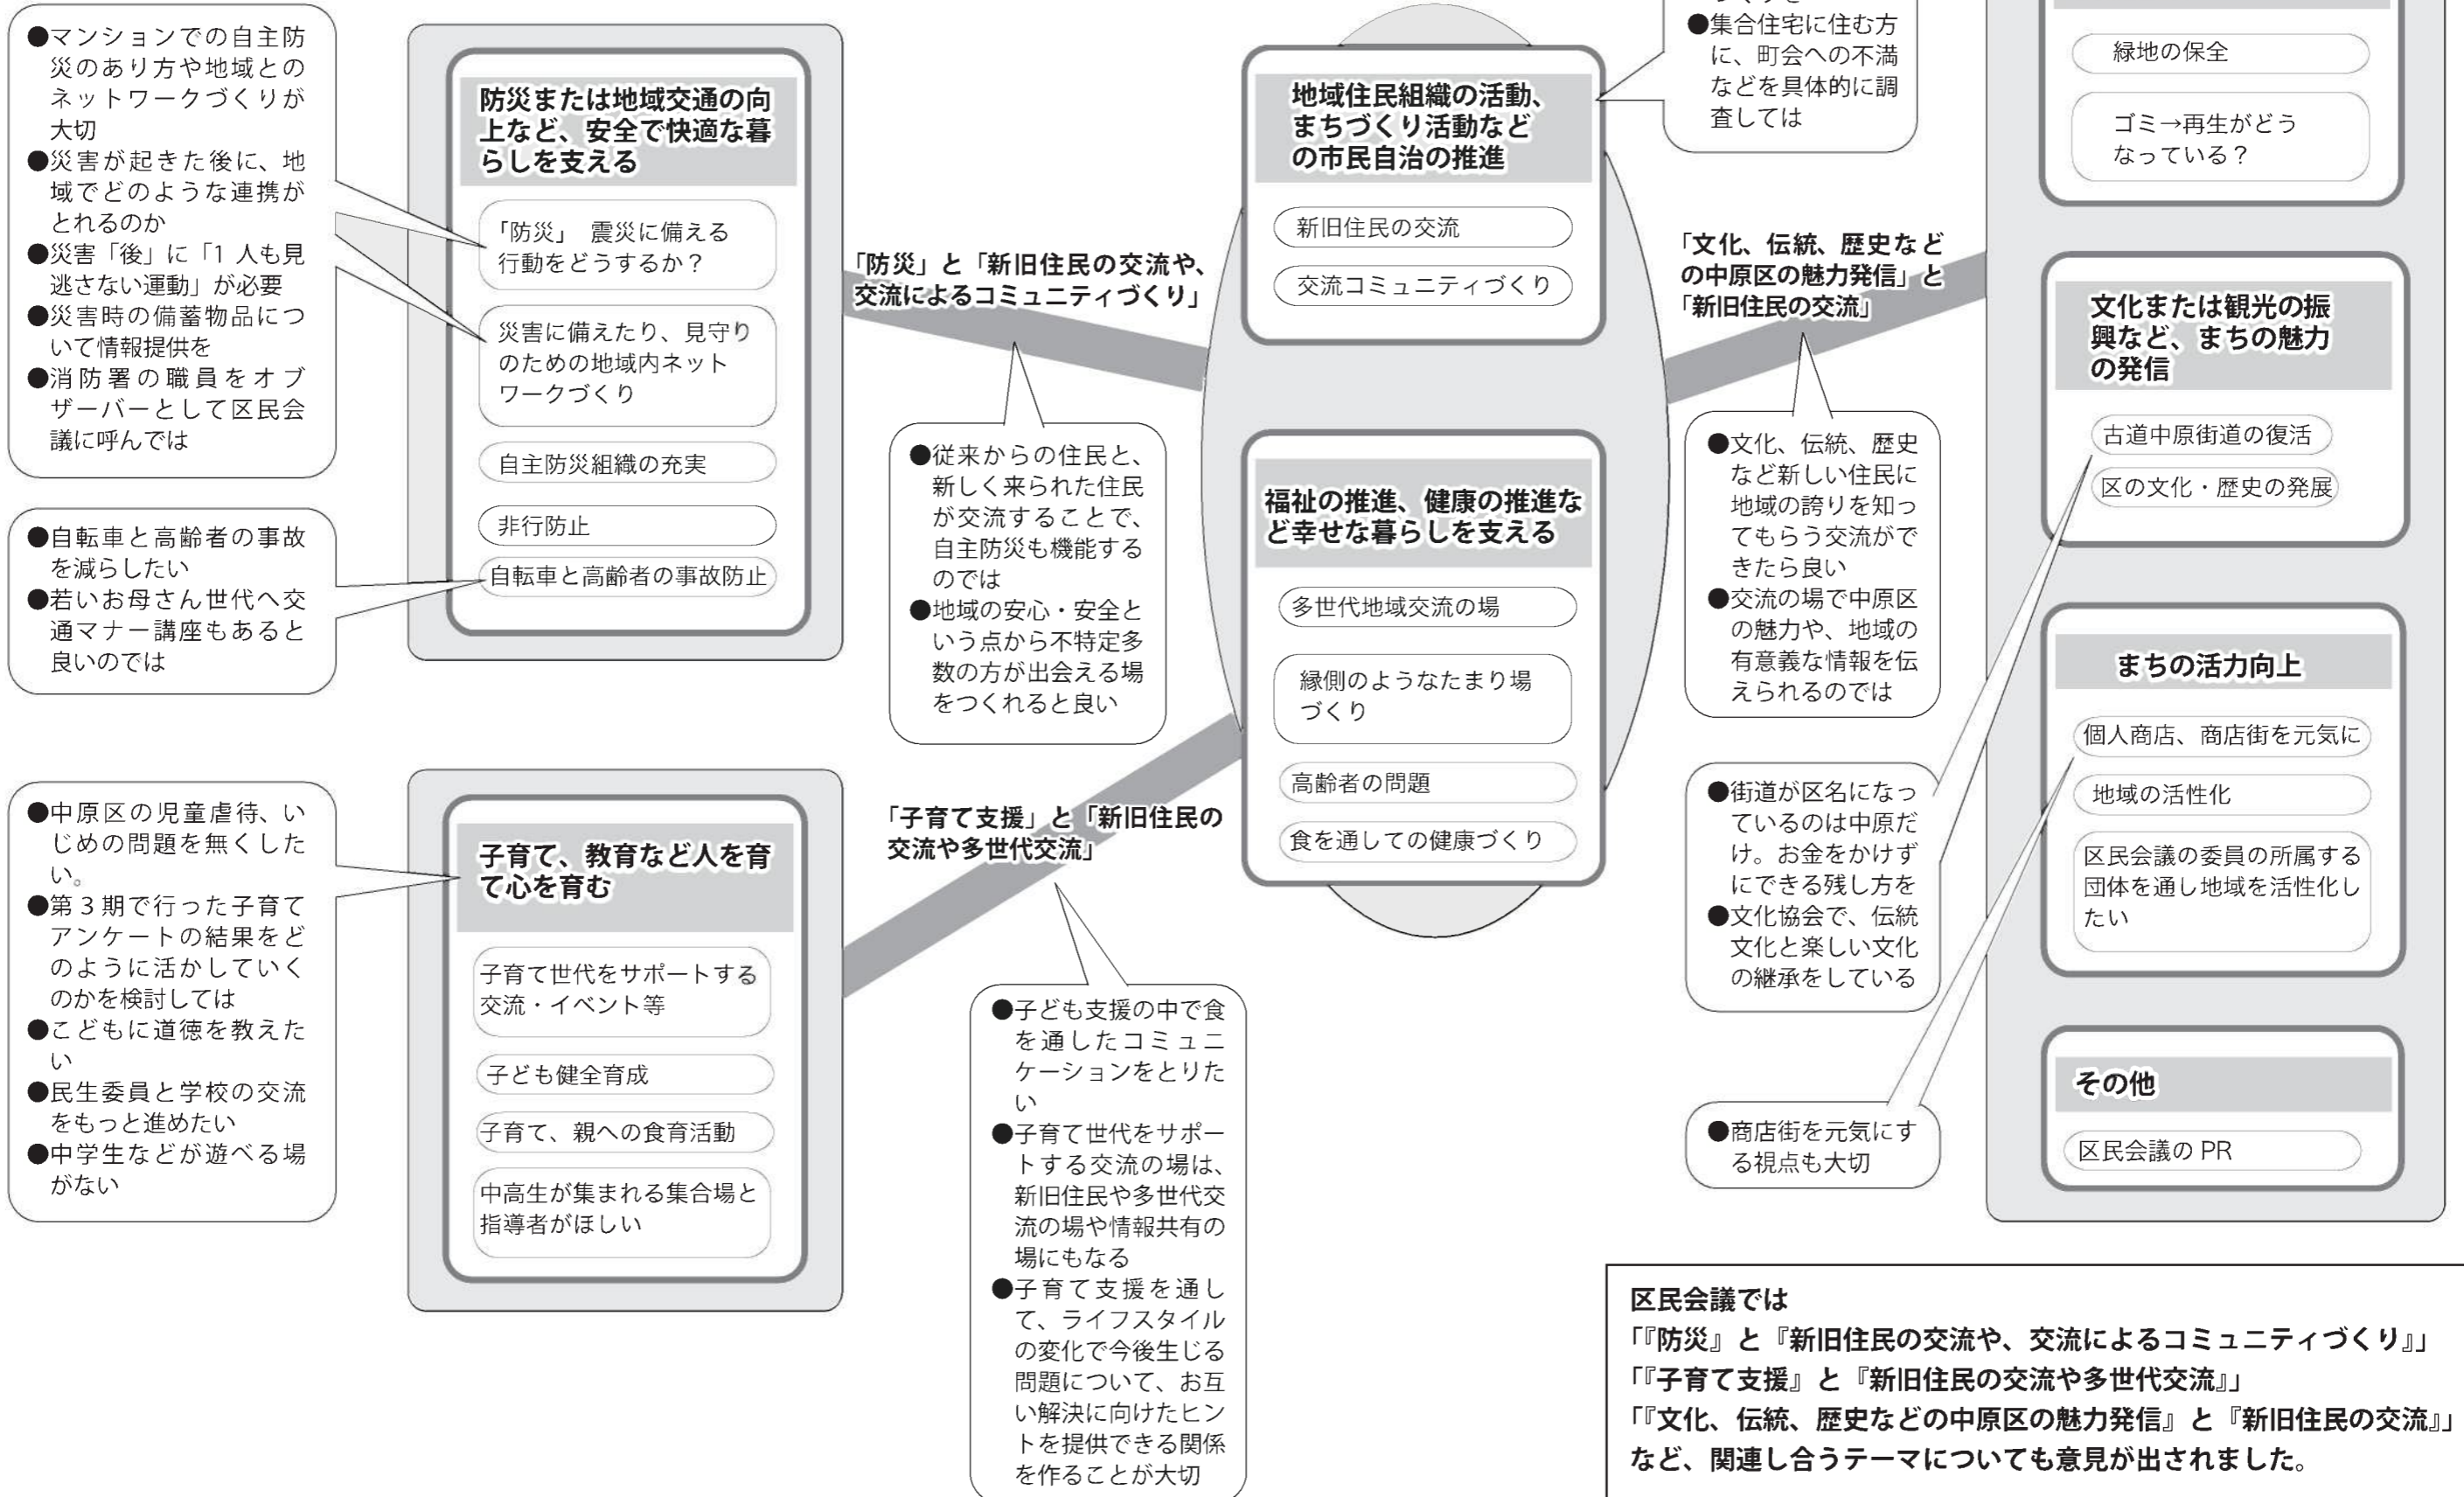 ●マンションでの自主防
災のあり方や地域との
ネットワークづくりが
大切
●災害が起きた後に、地
域でどのような連携が
とれるのか
●災害「後」に「1 人も見
逃さない運動」が必要
●災害時の備蓄物品につ
いて情報提供を
●消防署の職員をオブ
ザーバーとして区民会
議に呼んでは
●自転車と高齢者の事故
を減らしたい
●若いお母さん世代へ交
通マナー講座もあると
良いのでは
防災または地域交通の向
上など、安全で快適な暮
らしを支える
「防災」 震災に備える
行動をどうするか？
災害に備えたり、見守り
のための地域内ネット
ワークづくり
自主防災組織の充実
非行防止
自転車と高齢者の事故防止
●中原区の児童虐待、い
じめの問題を無くした
い。
●第 3 期で行った子育て
アンケートの結果をど
のように活かしていく
のかを検討しては
●こどもに道徳を教えた
い
●民生委員と学校の交流
をもっと進めたい
●中学生などが遊べる場
がない
子育て、教育など人を育
て心を育む
子育て世代をサポートする
交流・イベント等
子ども健全育成
子育て、親への食育活動
中高生が集まれる集合場と
指導者がほしい
「防災」と「新旧住民の交流や、
交流によるコミュニティづくり」
●従来からの住民と、
新しく来られた住民
が交流することで、
自主防災も機能する
のでは
●地域の安心・安全と
いう点から不特定多
数の方が出会える場
をつくれると良い
「子育て支援」と「新旧住民の
交流や多世代交流」
●子ども支援の中で食
を通したコミュニ
ケーションをとりた
い
●子育て世代をサポー
トする交流の場は、
新旧住民や多世代交
流の場や情報共有の
場にもなる
●子育て支援を通し
て、ライフスタイル
の変化で今後生じる
問題について、お互
い解決に向けたヒン
トを提供できる関係
を作ることが大切
地域住民組織の活動、
まちづくり活動など
の市民自治の推進
新旧住民の交流
交流コミュニティづくり
福祉の推進、健康の推進な
ど幸せな暮らしを支える
多世代地域交流の場
縁側のようなたまり場
づくり
高齢者の問題
食を通しての健康づくり
●集合住宅に住む方
に、町会への不満
などを具体的に調
査しては
「文化、伝統、歴史など
の中原区の魅力発信」と
「新旧住民の交流」
●文化、伝統、歴史
など新しい住民に
地域の誇りを知っ
てもらう交流がで
きたら良い
●交流の場で中原区
の魅力や、地域の
有意義な情報を伝
えられるのでは
●街道が区名になっ
ているのは中原だ
け。お金をかけず
にできる残し方を
●文化協会で、伝統
文化と楽しい文化
の継承をしている
●商店街を元気にす
る視点も大切
緑地の保全
ゴミ→再生がどう
なっている？
文化または観光の振
興など、まちの魅力
の発信
古道中原街道の復活
区の文化・歴史の発展
まちの活力向上
個人商店、商店街を元気に
地域の活性化
区民会議の委員の所属する
団体を通し地域を活性化し
たい
その他
区民会議の PR
区民会議では
「『防災』と『新旧住民の交流や、交流によるコミュニティづくり』」
「『子育て支援』と『新旧住民の交流や多世代交流』」
「『文化、伝統、歴史などの中原区の魅力発信』と『新旧住民の交流』」
など、関連し合うテーマについても意見が出されました。